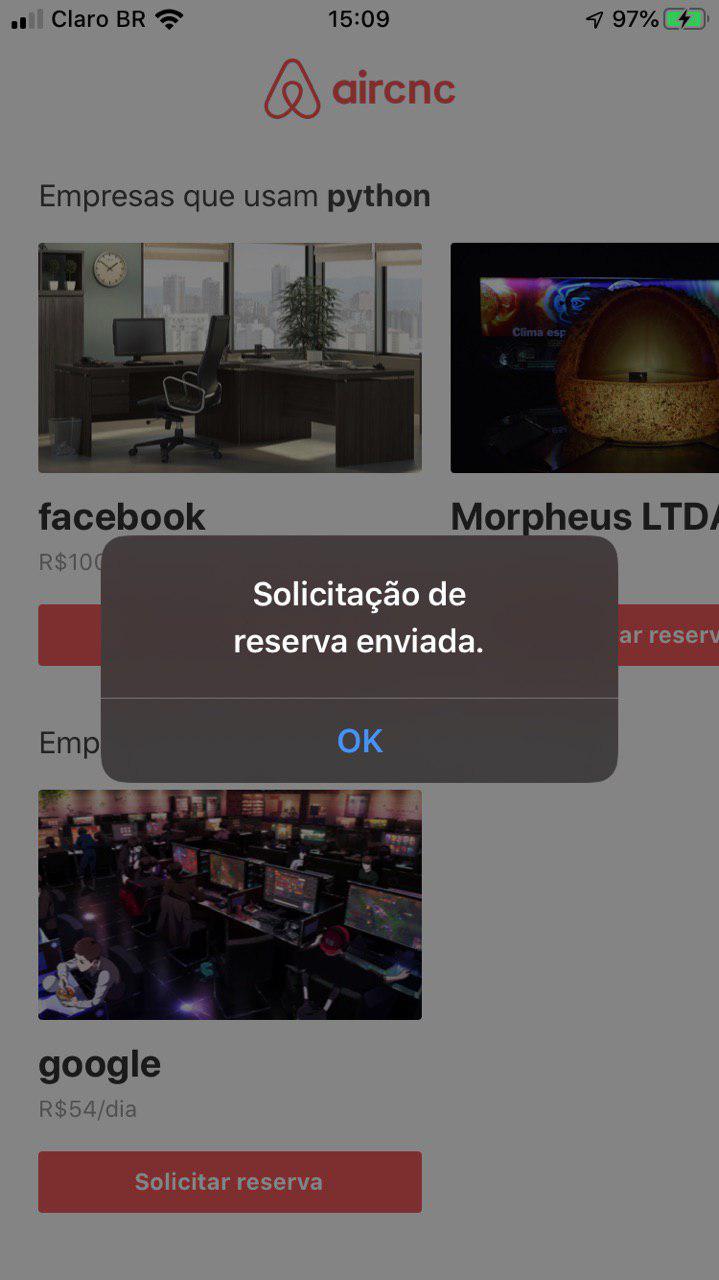 Claro BR
15:09
97%
aircnc
Empresas que usam python
Clima esp
facebook
Morpheus LTDA
R$100
Solicitação de
reserva enviada.
ar reserv
OK
Emp
google
R$54/dia
Solicitar reserva